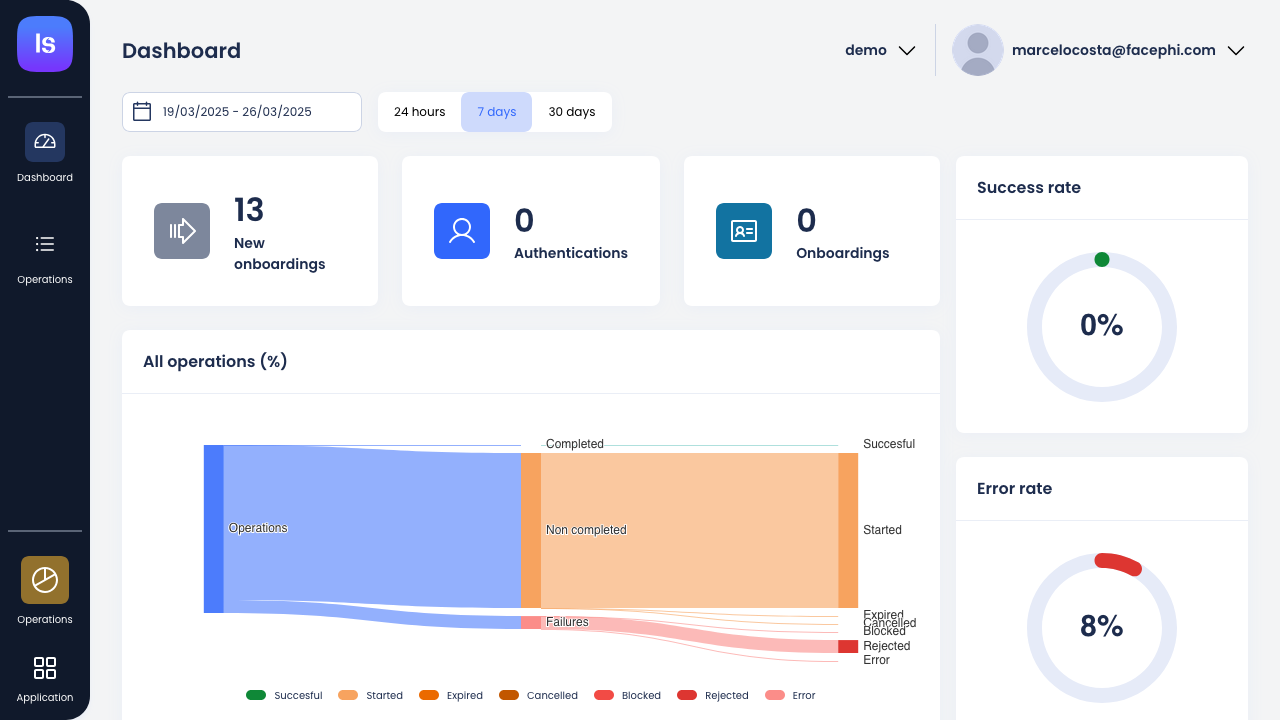 ls
Dashboard
Operations
Operations
Application
Dashboard
demo
marcelocosta@facephi.com
19/03/2025 - 26/03/2025
24 hours
7 days
30 days
13
New
onboardings
0
Authentications
0
Onboardings
Success rate
0%
All operations (%)
Operations
Completed
Non completed
Failures
Succesful
Started
Expired
Cancelled
Blocked
Rejected
Error
Succesful
Started
Expired
Cancelled
Blocked
Rejected
Error
Error rate
8%